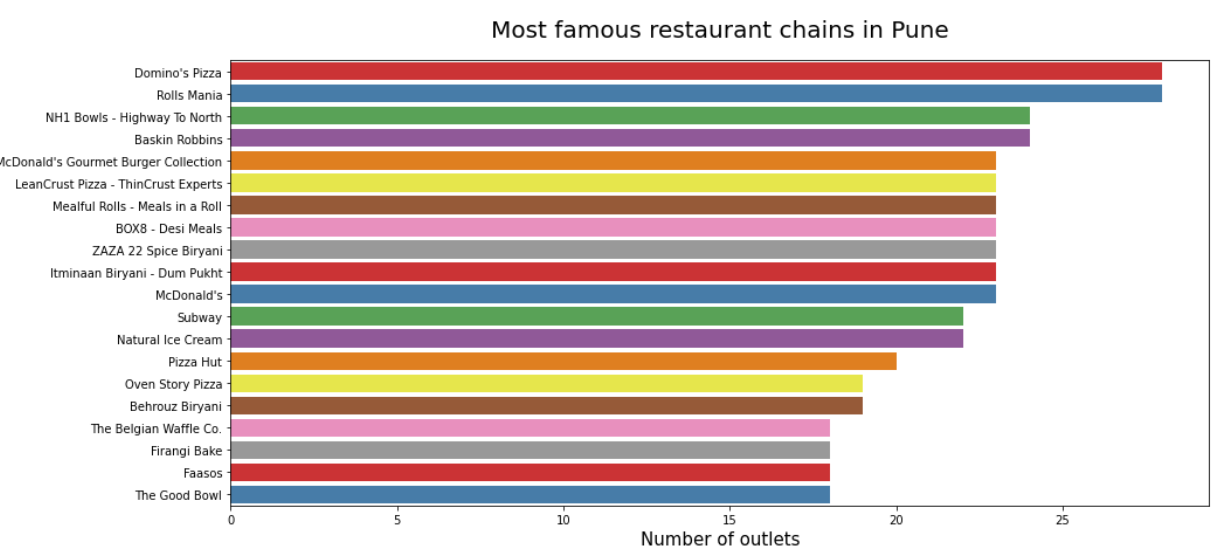 Most famous restaurant chains in Pune
Domino's Pizza
Rolls Mania
NH1 Bowls - Highway To North
Baskin Robbins
McDonald's Gourmet Burger Collection
LeanCrust Pizza - ThinCrust Experts
Mealful Rolls - Meals in a Roll
BOX8 - Desi Meals
ZAZA 22 Spice Biryani
Itminaan Biryani - Dum Pukht
McDonald's
Subway
Natural Ice Cream
Pizza Hut
Oven Story Pizza
Behrouz Biryani
The Belgian Waffle Co.
Firangi Bake
Faasos
The Good Bowl
0 5 10 15 20 25
Number of outlets